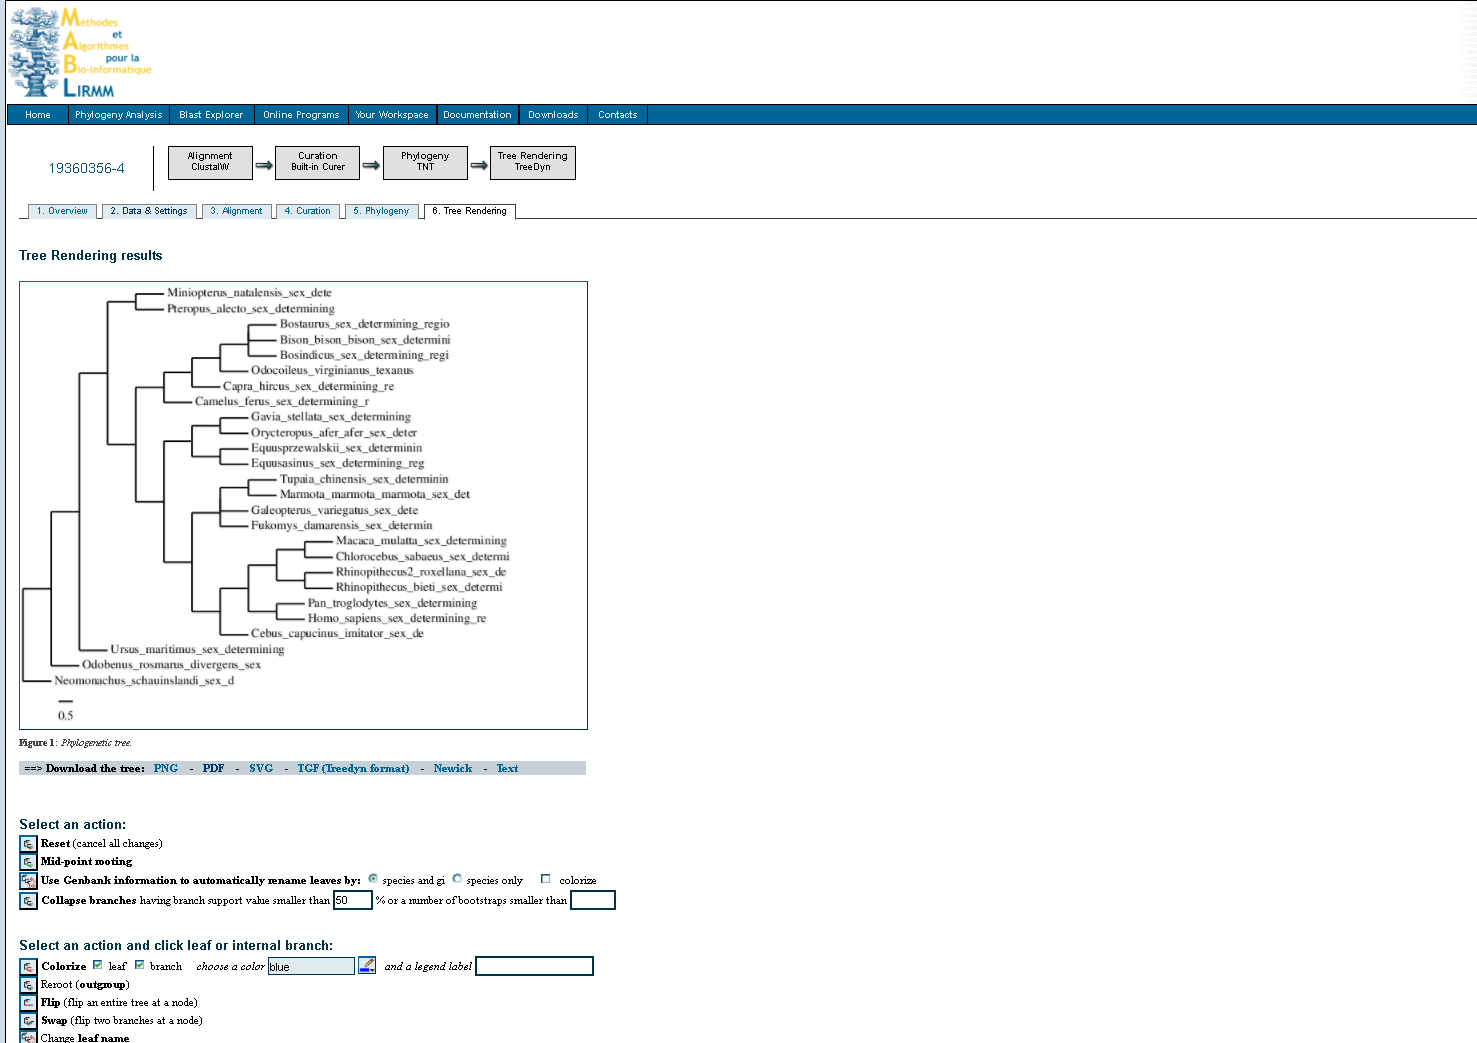 Méthodes
et
Algorithmes
pour la
Bio-informatique
LIRMM
Home Phylogeny Analysis Blast Explorer Online Programs Your Workspace Documentation Downloads Contacts
19360356-4
Alignment
ClustalW
Curation
Built-in Curer
Phylogeny
TNT
Tree Rendering
TreeDyn
1. Overview 2. Data & Settings 3. Alignment 4. Curation 5. Phylogeny 6. Tree Rendering
Tree Rendering results
Miniopterus_natalensis_sex_dete
Pteropus_alecto_sex_determining
Bostaurus_sex_determining_regio
Bison_bison_bison_sex_determini
Bosindicus_sex_determining_regi
Odocoileus_virginianus_texanus
Capra_hircus_sex_determining_re
Camelus_ferus_sex_determining_r
Gavia_stellata_sex_determining
Orycteropus_afer_afer_sex_deter
Equusprzewalskii_sex_determinin
Equusasinus_sex_determining_reg
Tupaia_chinensis_sex_determinin
Marmota_marmota_marmota_sex_det
Galeopterus_variegatus_sex_dete
Fukomys_damarensis_sex_determin
Macaca_mulatta_sex_determining
Chlorocebus_sabaeus_sex_determi
Rhinopithecus2_roxellana_sex_de
Rhinopithecus_bieti_sex_determi
Pan_troglodytes_sex_determining
Homo_sapiens_sex_determining_re
Cebus_capucinus_imitator_sex_de
Ursus_maritimus_sex_determining
Odobenus_rosmarus_divergens_sex
Neomonachus_schauinslandi_sex_d
0.5
Figure 1: Phylogenetic tree.
==> Download the tree: PNG - PDF - SVG - TGF (Treedyn format) - Newick - Text
Select an action:
Reset (cancel all changes)
Mid-point rooting
Use Genbank information to automatically rename leaves by: species and gi species only colorize
Collapse branches having branch support value smaller than 50 % or a number of bootstraps smaller than
Select an action and click leaf or internal branch:
Colorize leaf branch choose a color blue and a legend label
Reroot (outgroup)
Flip (flip an entire tree at a node)
Swap (flip two branches at a node)
Change leaf name